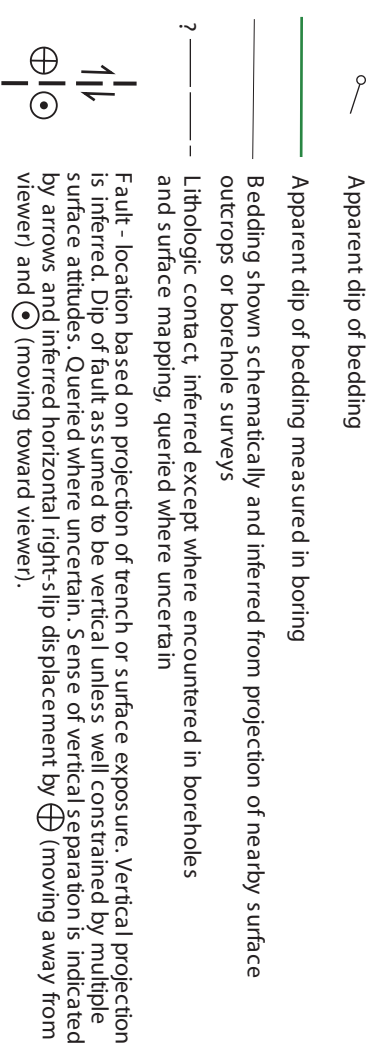 Apparent dip of bedding
Apparent dip of bedding measured in boring
Bedding shown schematically and inferred from projection of nearby surface
outcrops or borehole surveys
?
Lithologic contact, inferred except where encountered in boreholes
and surface mapping, queried where uncertain
Fault - location based on projection of trench or surface exposure. Vertical projection
is inferred. Dip of fault assumed to be vertical unless well constrained by multiple
surface attitudes. Queried where uncertain. Sense of vertical separation is indicated
by arrows and inferred horizontal right-slip displacement by ⊕ (moving away from
viewer) and ⊙ (moving toward viewer).